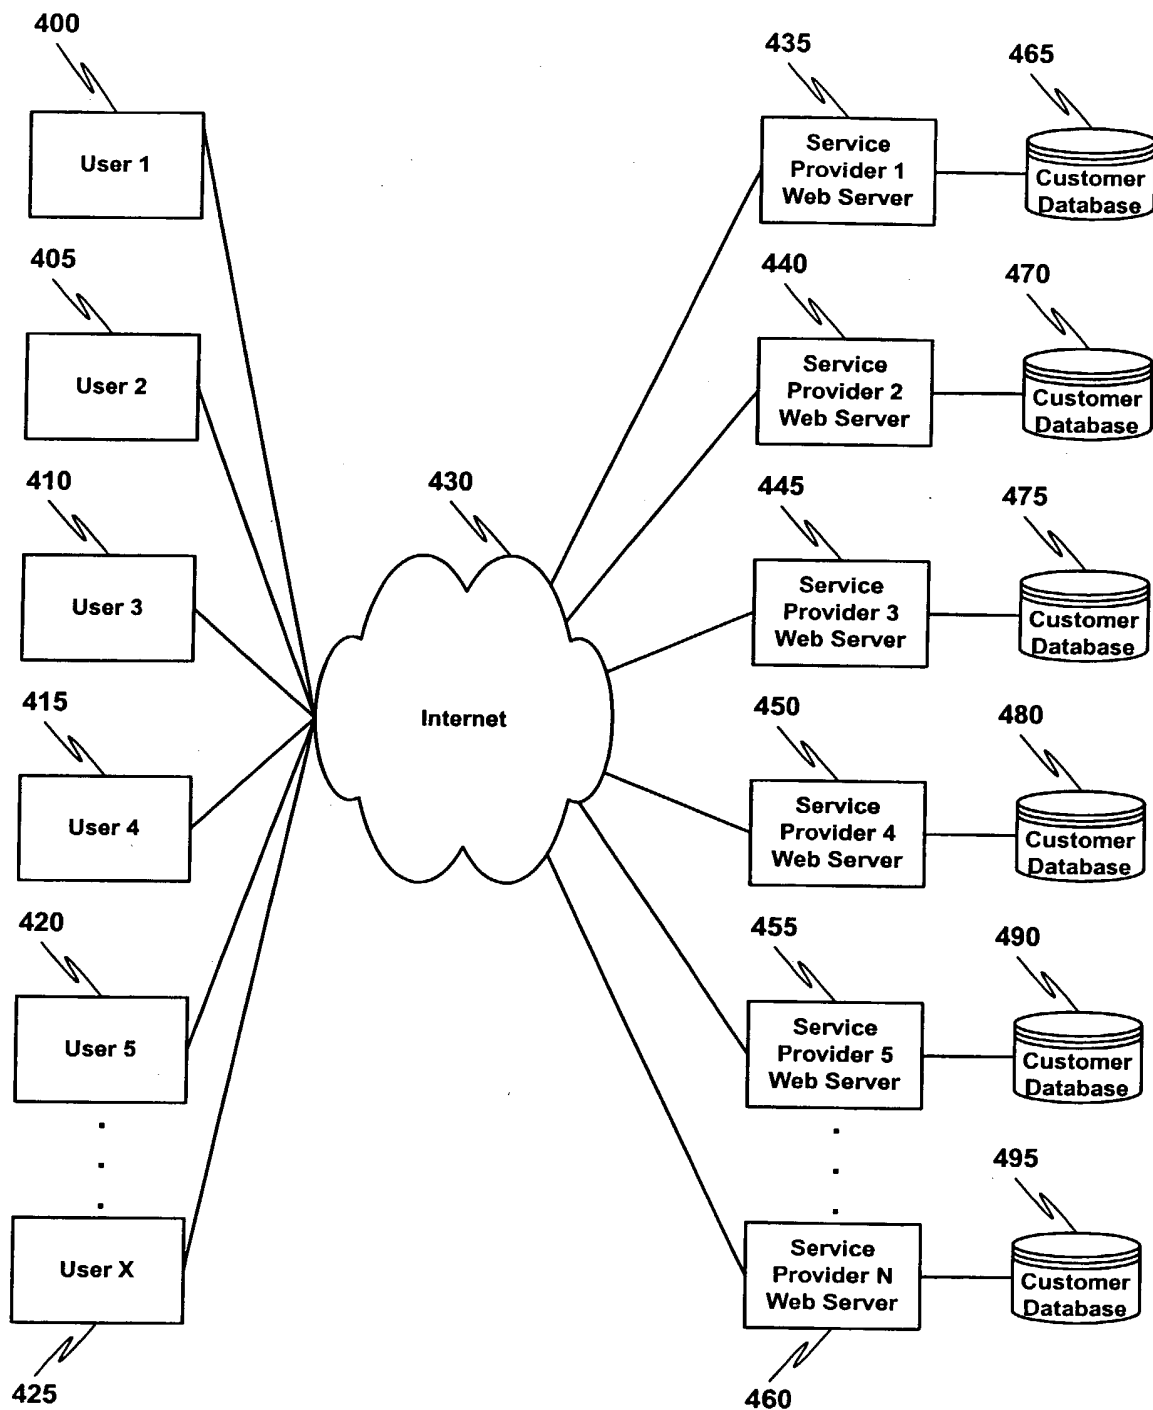 400
User 1
405
User 2
410
User 3
415
User 4
420
User 5
User X
425
430
Internet
435
Service
Provider 1
Web Server
440
Service
Provider 2
Web Server
445
Service
Provider 3
Web Server
450
Service
Provider 4
Web Server
455
Service
Provider 5
Web Server
Service
Provider N
Web Server
460
465
Customer
Database
470
Customer
Database
475
Customer
Database
480
Customer
Database
490
Customer
Database
495
Customer
Database